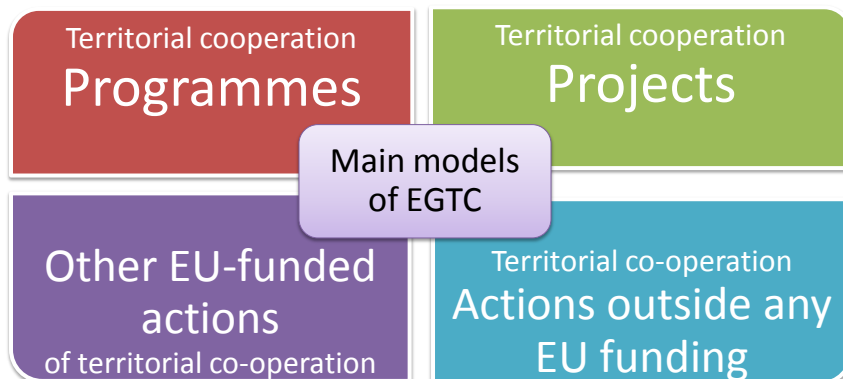 Territorial cooperation
Programmes
Territorial cooperation
Projects
Main models
of EGTC
Other EU-funded
actions
of territorial co-operation
Territorial co-operation
Actions outside any
EU funding